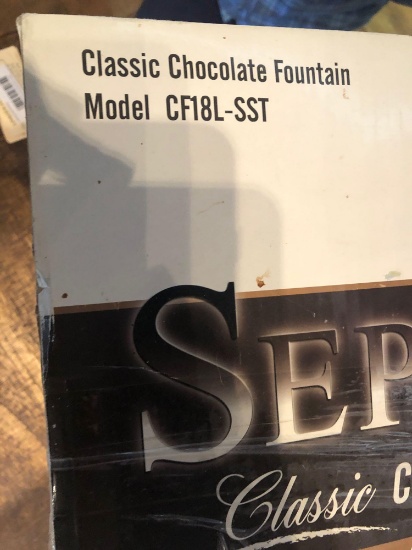 Classic Chocolate Fountain
Model CF18L-SST
SEP
Classic C